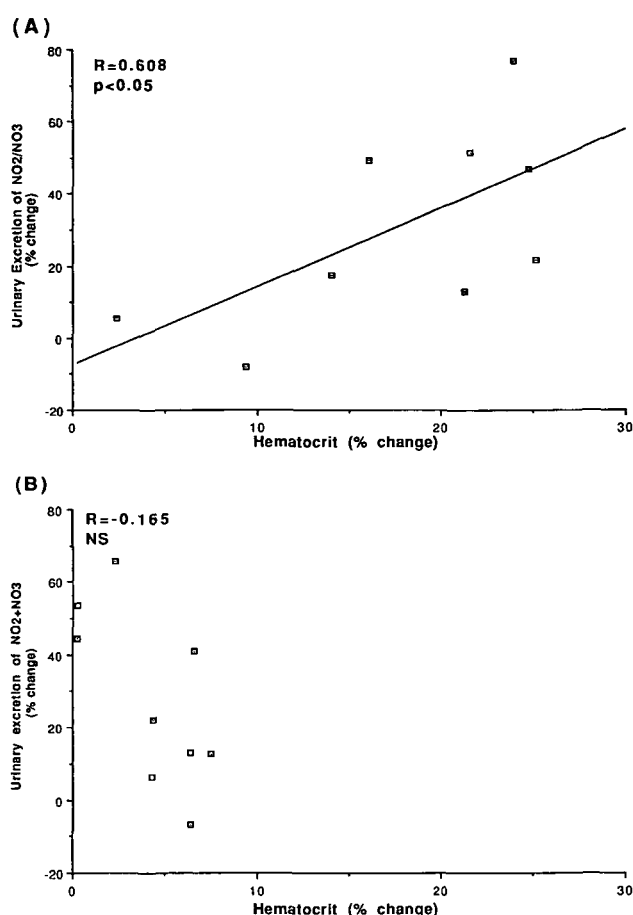 (A)
R=0.608
p<0.05
Urinary Excretion of NO2/NO3
(% change)
80
60
40
20
0
-20
0 10 20 30
Hematocrit (% change)
(B)
R=-0.165
NS
Urinary excretion of NO2+NO3
(% change)
80
60
40
20
0
-20
0 10 20 30
Hematocrit (% change)